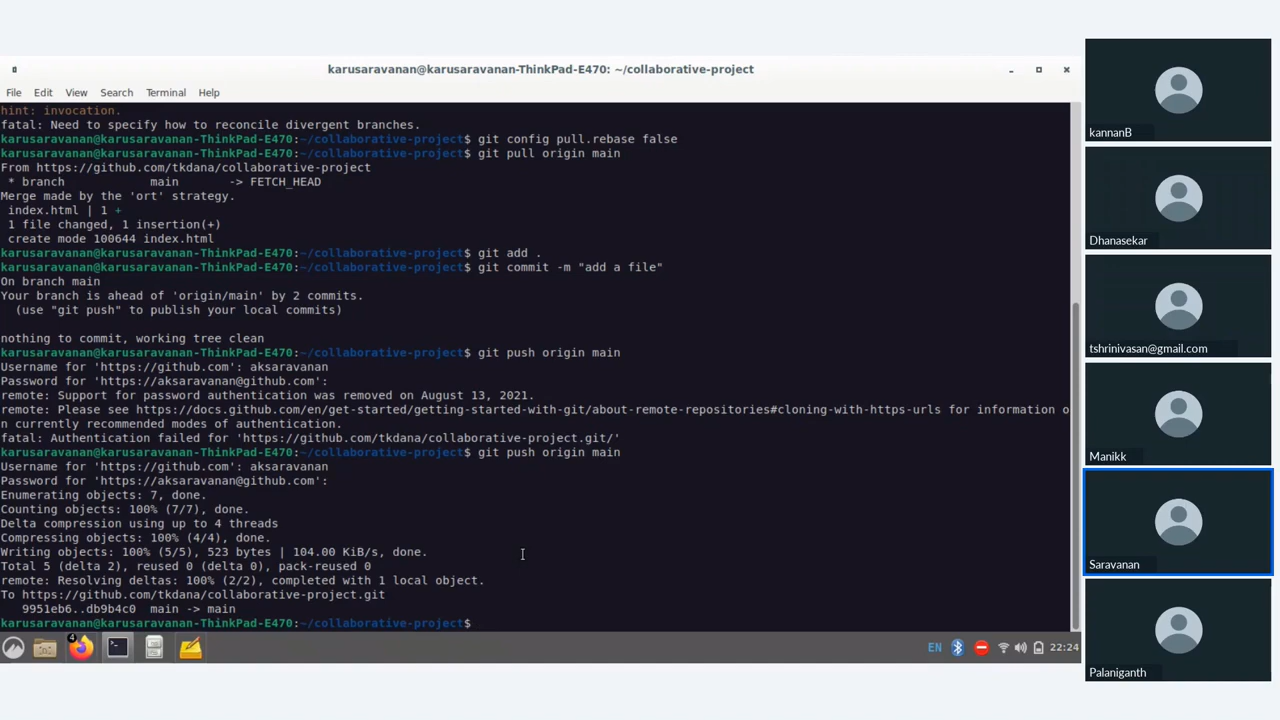 karusaravanan@karusaravanan-ThinkPad-E470: ~/collaborative-project
File Edit View Search Terminal Help
hint: invocation.
fatal: Need to specify how to reconcile divergent branches.
karusaravanan@karusaravanan-ThinkPad-E470:~/collaborative-project$ git config pull.rebase false
karusaravanan@karusaravanan-ThinkPad-E470:~/collaborative-project$ git pull origin main
From https://github.com/tkdana/collaborative-project
 * branch            main       -> FETCH_HEAD
Merge made by the 'ort' strategy.
 index.html | 1 +
 1 file changed, 1 insertion(+)
 create mode 100644 index.html
karusaravanan@karusaravanan-ThinkPad-E470:~/collaborative-project$ git add .
karusaravanan@karusaravanan-ThinkPad-E470:~/collaborative-project$ git commit -m "add a file"
On branch main
Your branch is ahead of 'origin/main' by 2 commits.
  (use "git push" to publish your local commits)
nothing to commit, working tree clean
karusaravanan@karusaravanan-ThinkPad-E470:~/collaborative-project$ git push origin main
Username for 'https://github.com': aksaravanan
Password for 'https://aksaravanan@github.com':
remote: Support for password authentication was removed on August 13, 2021.
remote: Please see https://docs.github.com/en/get-started/getting-started-with-git/about-remote-repositories#cloning-with-https-urls for information o
n currently recommended modes of authentication.
fatal: Authentication failed for 'https://github.com/tkdana/collaborative-project.git/'
karusaravanan@karusaravanan-ThinkPad-E470:~/collaborative-project$ git push origin main
Username for 'https://github.com': aksaravanan
Password for 'https://aksaravanan@github.com':
Enumerating objects: 7, done.
Counting objects: 100% (7/7), done.
Delta compression using up to 4 threads
Compressing objects: 100% (4/4), done.
Writing objects: 100% (5/5), 523 bytes | 104.00 KiB/s, done.
Total 5 (delta 2), reused 0 (delta 0), pack-reused 0
remote: Resolving deltas: 100% (2/2), completed with 1 local object.
To https://github.com/tkdana/collaborative-project.git
   9951eb6..db9b4c0  main -> main
karusaravanan@karusaravanan-ThinkPad-E470:~/collaborative-project$
4
EN
22:24
kannanB
Dhanasekar
tshrinivasan@gmail.com
Manikk
Saravanan
Palaniganth